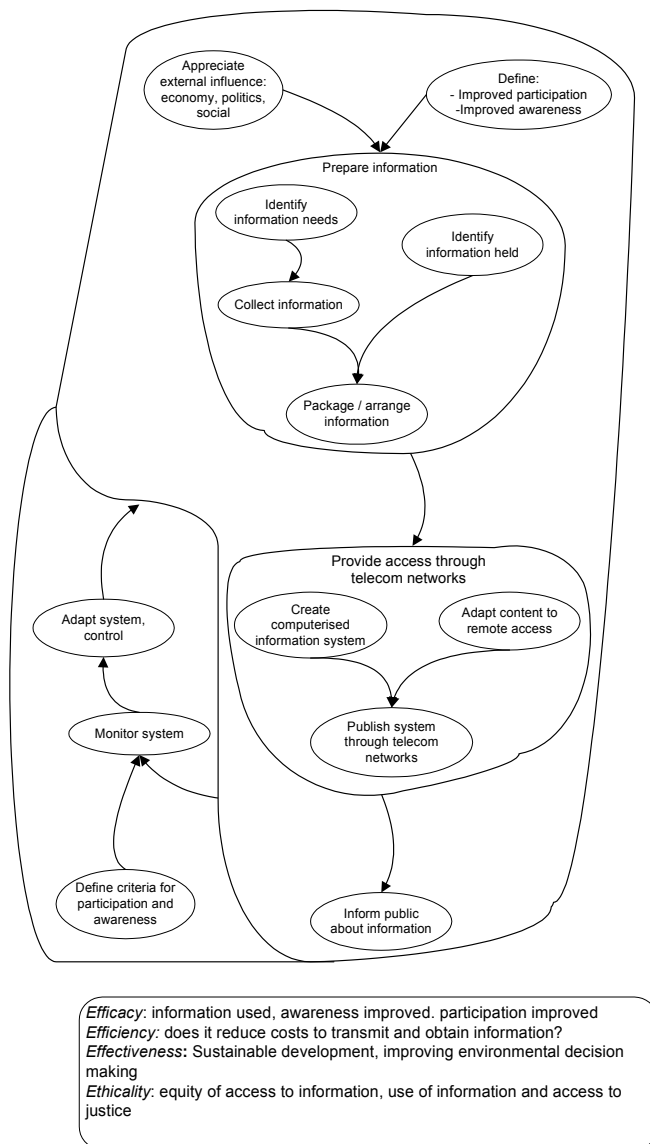 Appreciate
external influence:
economy, politics,
social
Define:
- Improved participation
-Improved awareness
Prepare information
Identify
information needs
Identify
information held
Collect information
Package / arrange
information
Provide access through
telecom networks
Create
computerised
information system
Adapt content to
remote access
Adapt system,
control
Publish system
through telecom
networks
Monitor system
Define criteria for
participation and
awareness
Inform public
about information
Efficacy: information used, awareness improved. participation improved
Efficiency: does it reduce costs to transmit and obtain information?
Effectiveness: Sustainable development, improving environmental decision
making
Ethicality: equity of access to information, use of information and access to
justice